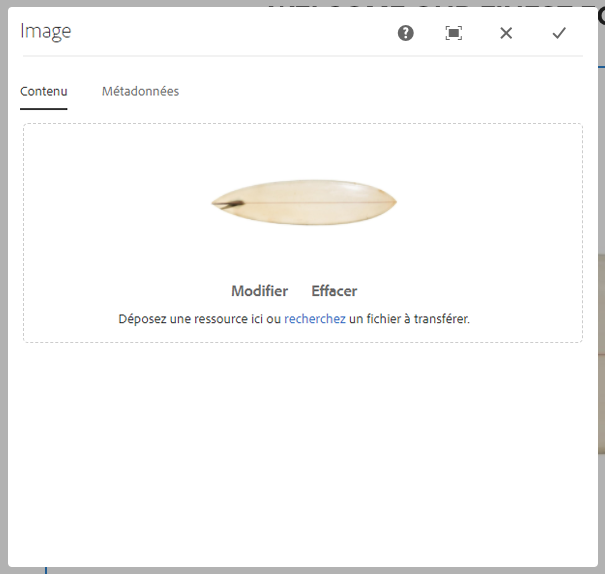 Image
Contenu Métadonnées
Modifier Effacer
Déposez une ressource ici ou recherchez un fichier à transférer.